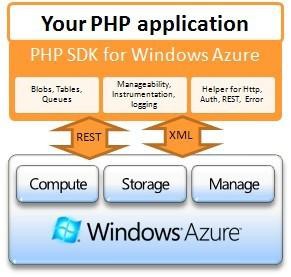 Your PHP application
PHP SDK for Windows Azure
Blobs, Tables,
Queues
Manageability,
Instrumentation,
logging
Helper for Http,
Auth, REST, Error
REST
XML
Compute
Storage
Manage
Windows Azure™